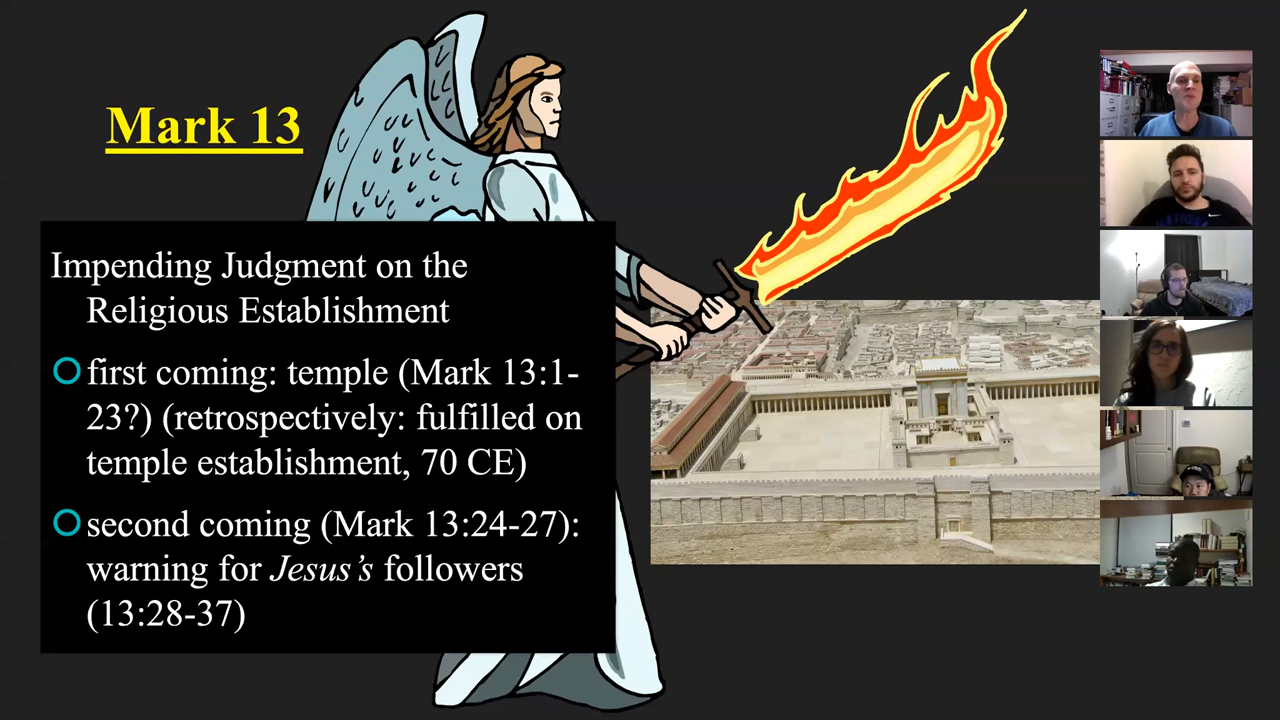 Mark 13
Impending Judgment on the
Religious Establishment
first coming: temple (Mark 13:1-
23?) (retrospectively: fulfilled on
temple establishment, 70 CE)
second coming (Mark 13:24-27):
warning for Jesus’s followers
(13:28-37)